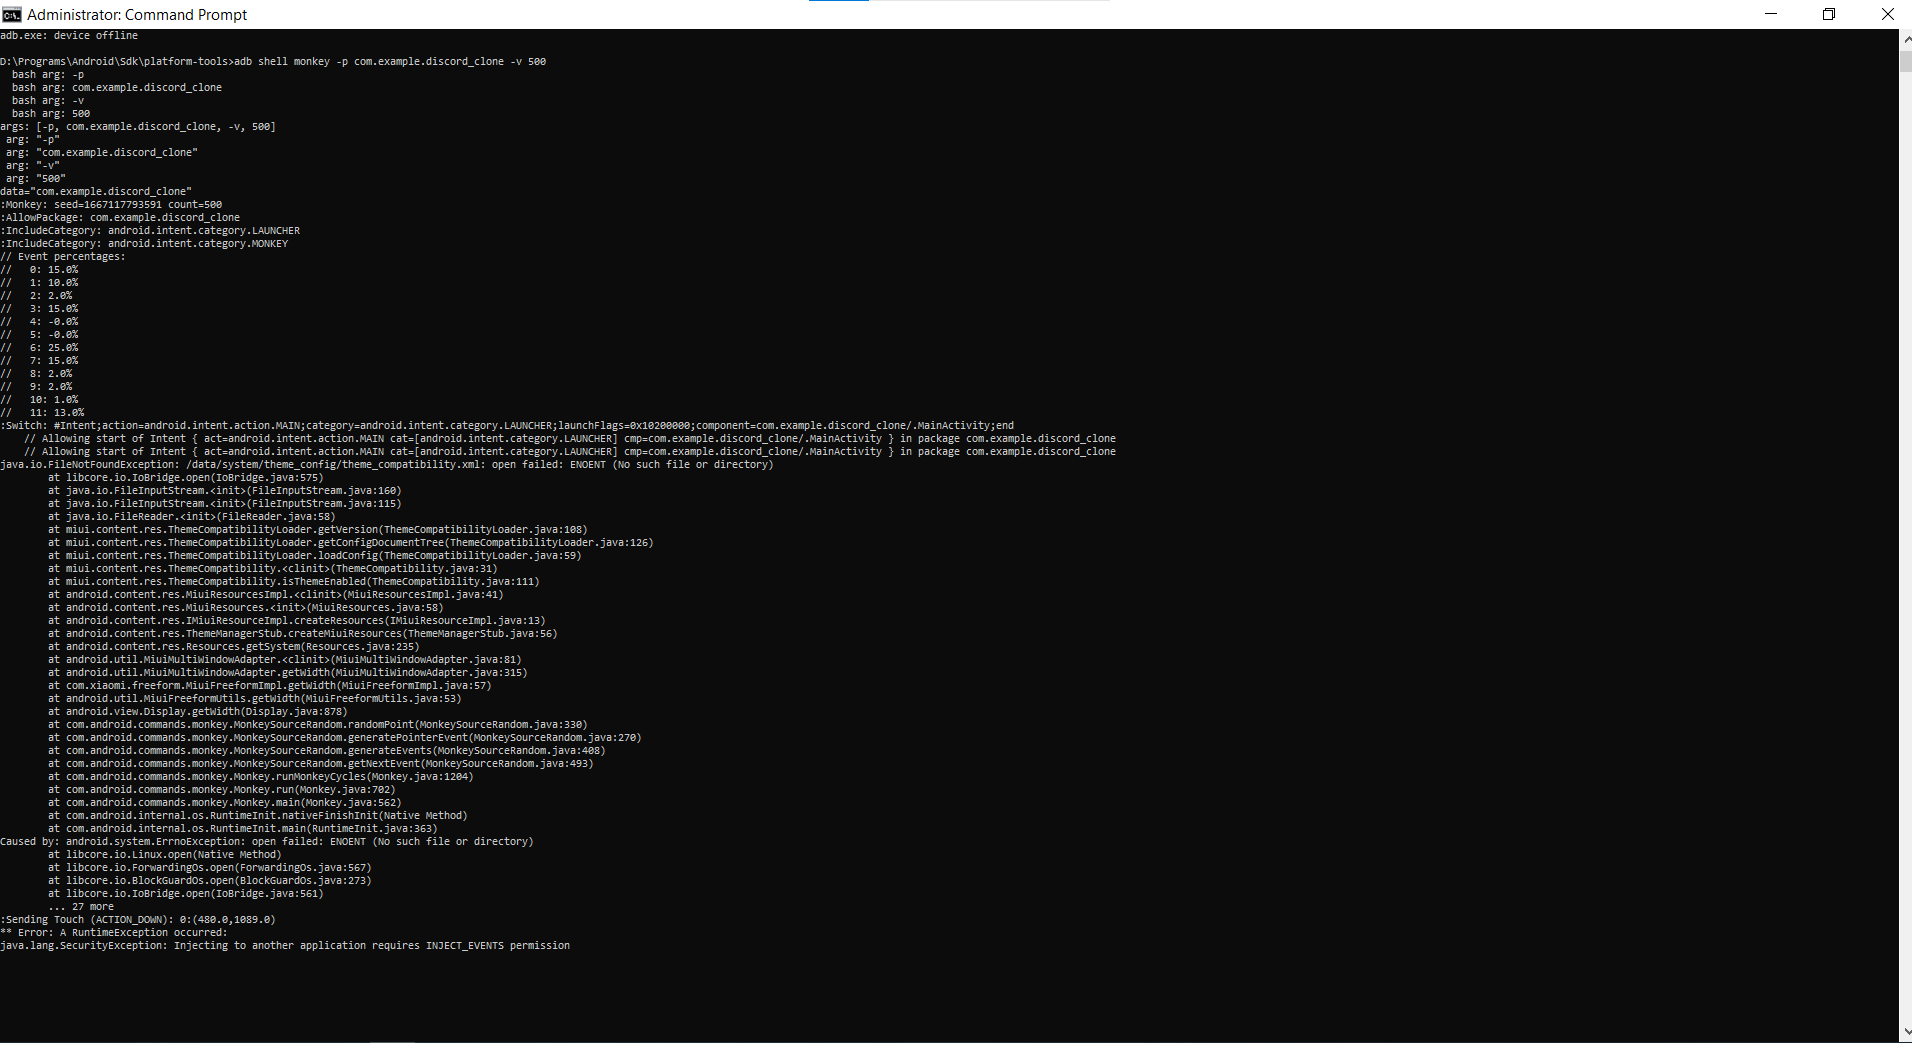 Administrator: Command Prompt
adb.exe: device offline
D:\Programs\Android\Sdk\platform-tools>adb shell monkey -p com.example.discord_clone -v 500
bash arg: -p
bash arg: com.example.discord_clone
bash arg: -v
bash arg: 500
args: [-p, com.example.discord_clone, -v, 500]
arg: "-p"
arg: "com.example.discord_clone"
arg: "-v"
arg: "500"
data="com.example.discord_clone"
:Monkey: seed=1667117793591 count=500
:AllowPackage: com.example.discord_clone
:IncludeCategory: android.intent.category.LAUNCHER
:IncludeCategory: android.intent.category.MONKEY
// Event percentages:
//   0: 15.0%
//   1: 10.0%
//   2: 2.0%
//   3: 15.0%
//   4: -0.0%
//   5: -0.0%
//   6: 25.0%
//   7: 15.0%
//   8: 2.0%
//   9: 2.0%
//   10: 1.0%
//   11: 13.0%
:Switch: #Intent;action=android.intent.action.MAIN;category=android.intent.category.LAUNCHER;launchFlags=0x10200000;component=com.example.discord_clone/.MainActivity;end
// Allowing start of Intent { act=android.intent.action.MAIN cat=[android.intent.category.LAUNCHER] cmp=com.example.discord_clone/.MainActivity } in package com.example.discord_clone
// Allowing start of Intent { act=android.intent.action.MAIN cat=[android.intent.category.LAUNCHER] cmp=com.example.discord_clone/.MainActivity } in package com.example.discord_clone
java.io.FileNotFoundException: /data/system/theme_config/theme_compatibility.xml: open failed: ENOENT (No such file or directory)
at libcore.io.IoBridge.open(IoBridge.java:575)
at java.io.FileInputStream.<init>(FileInputStream.java:160)
at java.io.FileInputStream.<init>(FileInputStream.java:115)
at java.io.FileReader.<init>(FileReader.java:58)
at miui.content.res.ThemeCompatibilityLoader.getVersion(ThemeCompatibilityLoader.java:108)
at miui.content.res.ThemeCompatibilityLoader.getConfigDocumentTree(ThemeCompatibilityLoader.java:126)
at miui.content.res.ThemeCompatibilityLoader.loadConfig(ThemeCompatibilityLoader.java:59)
at miui.content.res.ThemeCompatibility.<clinit>(ThemeCompatibility.java:31)
at miui.content.res.ThemeCompatibility.isThemeEnabled(ThemeCompatibility.java:111)
at android.content.res.MiuiResourcesImpl.<clinit>(MiuiResourcesImpl.java:41)
at android.content.res.MiuiResources.<init>(MiuiResources.java:58)
at android.content.res.IMiuiResourceImpl.createResources(IMiuiResourceImpl.java:13)
at android.content.res.ThemeManagerStub.createMiuiResources(ThemeManagerStub.java:56)
at android.content.res.Resources.getSystem(Resources.java:235)
at android.util.MiuiMultiWindowAdapter.<clinit>(MiuiMultiWindowAdapter.java:81)
at android.util.MiuiMultiWindowAdapter.getWidth(MiuiMultiWindowAdapter.java:315)
at com.xiaomi.freeform.MiuiFreeformImpl.getWidth(MiuiFreeformImpl.java:57)
at android.util.MiuiFreeformUtils.getWidth(MiuiFreeformUtils.java:53)
at android.view.Display.getWidth(Display.java:878)
at com.android.commands.monkey.MonkeySourceRandom.randomPoint(MonkeySourceRandom.java:330)
at com.android.commands.monkey.MonkeySourceRandom.generatePointerEvent(MonkeySourceRandom.java:270)
at com.android.commands.monkey.MonkeySourceRandom.generateEvents(MonkeySourceRandom.java:408)
at com.android.commands.monkey.MonkeySourceRandom.getNextEvent(MonkeySourceRandom.java:493)
at com.android.commands.monkey.Monkey.runMonkeyCycles(Monkey.java:1204)
at com.android.commands.monkey.Monkey.run(Monkey.java:702)
at com.android.commands.monkey.Monkey.main(Monkey.java:562)
at com.android.internal.os.RuntimeInit.nativeFinishInit(Native Method)
at com.android.internal.os.RuntimeInit.main(RuntimeInit.java:363)
Caused by: android.system.ErrnoException: open failed: ENOENT (No such file or directory)
at libcore.io.Linux.open(Native Method)
at libcore.io.ForwardingOs.open(ForwardingOs.java:567)
at libcore.io.BlockGuardOs.open(BlockGuardOs.java:273)
at libcore.io.IoBridge.open(IoBridge.java:561)
... 27 more
:Sending Touch (ACTION_DOWN): 0:(480.0,1089.0)
** Error: A RuntimeException occurred:
java.lang.SecurityException: Injecting to another application requires INJECT_EVENTS permission